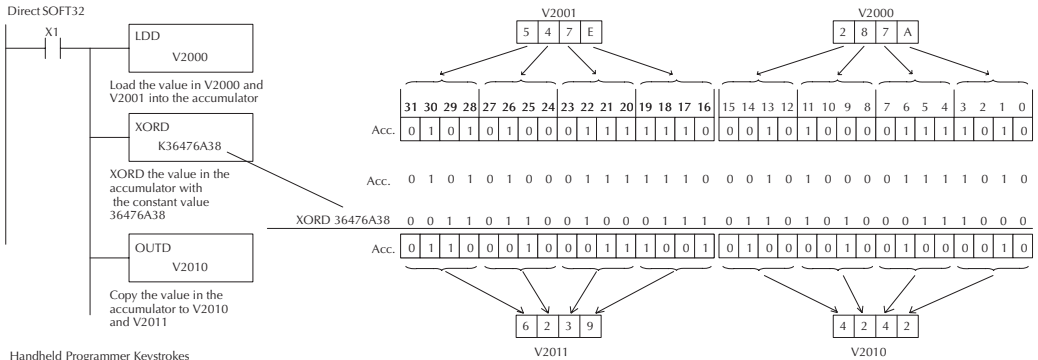 Direct SOFT32
X1
LDD
V2000
Load the value in V2000 and
V2001 into the accumulator
XORD
K36476A38
XORD the value in the
accumulator with
the constant value
36476A38
OUTD
V2010
Copy the value in the
accumulator to V2010
and V2011
Handheld Programmer Keystrokes
V2001 V2000
5 4 7 E 2 8 7 A
31 30 29 28 27 26 25 24 23 22 21 20 19 18 17 16 15 14 13 12 11 10 9 8 7 6 5 4 3 2 1 0
Acc. 0 1 0 1 0 1 0 0 0 1 1 1 1 1 1 0 0 0 1 0 1 0 0 0 0 1 1 1 1 0 1 0
Acc. 0 1 0 1 0 1 0 0 0 1 1 1 1 1 1 0 0 0 1 0 1 0 0 0 0 1 1 1 1 0 1 0
XORD 36476A38 0 0 1 1 0 1 1 0 0 1 0 0 0 1 1 1 0 1 1 0 1 0 1 0 0 0 1 1 1 0 0 0
Acc. 0 1 1 0 0 0 1 0 0 0 1 1 1 0 0 1 0 1 0 0 0 0 1 0 0 1 0 0 0 0 1 0
6 2 3 9 4 2 4 2
V2011 V2010